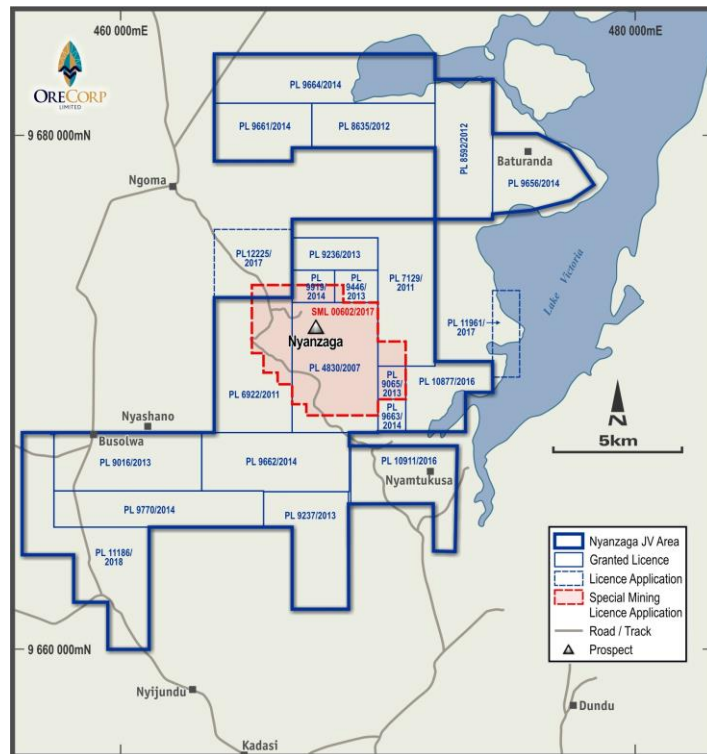 460 000mE
480 000mE
ORECORP
LIMITED
PL 9664/2014
PL 9661/2014
PL 8635/2012
PL 8592/2012
9 680 000mN
Baturanda
PL 9656/2014
Ngoma
PL12225/
2017
PL 9236/2013
PL
9919/
2014
PL
9446/
2013
PL 7129/
2011
SML 00602/2017
Nyanzaga
PL 11961/
2017
Lake Victoria
PL 4830/2007
PL 6922/2011
PL
9065/
2013
PL 10877/2016
PL
9663/
2014
N
5km
Nyashano
Busolwa
PL 9016/2013
PL 9662/2014
PL 10911/2016
Nyamtukusa
PL 9770/2014
PL 9237/2013
PL 11186/
2018
9 660 000mN
Nyanzaga JV Area
Granted Licence
Licence Application
Special Mining
Licence Application
Road / Track
Prospect
Nyijundu
Kadasi
Dundu